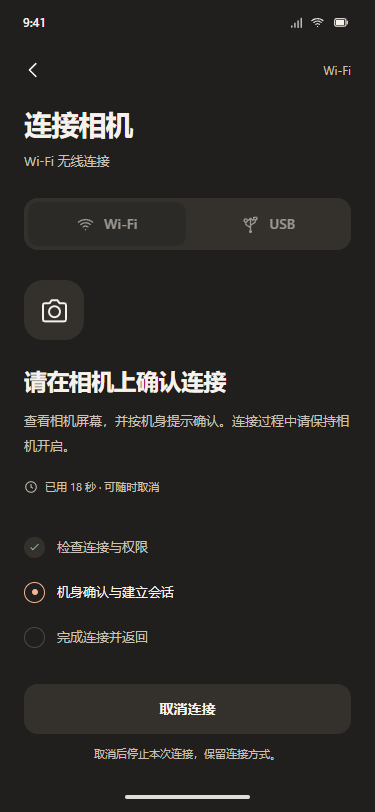 9:41
Wi-Fi
连接相机
Wi-Fi 无线连接
Wi-Fi
USB
请在相机上确认连接
查看相机屏幕，并按机身提示确认。连接过程中请保持相
机开启。
已用 18 秒 · 可随时取消
检查连接与权限
机身确认与建立会话
完成连接并返回
取消连接
取消后停止本次连接，保留连接方式。